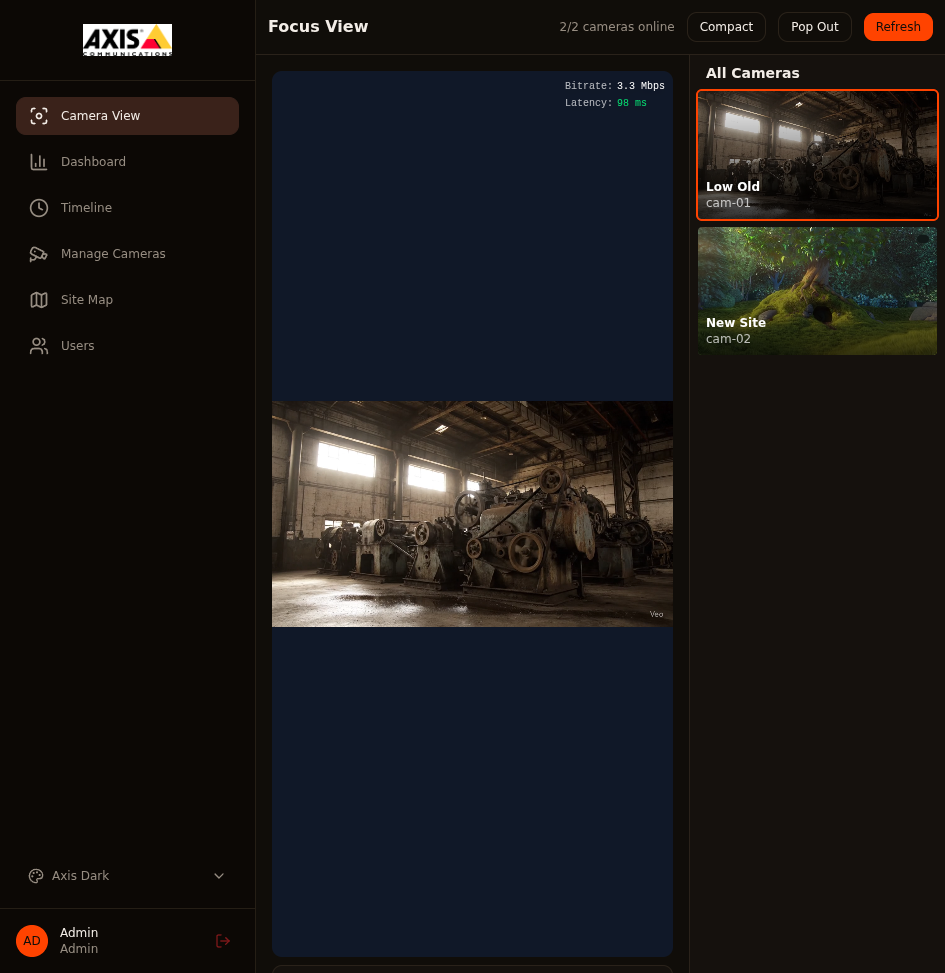 AXIS
COMMUNICATIONS
Camera View
Dashboard
Timeline
Manage Cameras
Site Map
Users
Axis Dark
AD
Admin
Admin
Focus View
2/2 cameras online
Compact
Pop Out
Refresh
Bitrate: 3.3 Mbps
Latency: 98 ms
Veo
All Cameras
Low Old
cam-01
New Site
cam-02